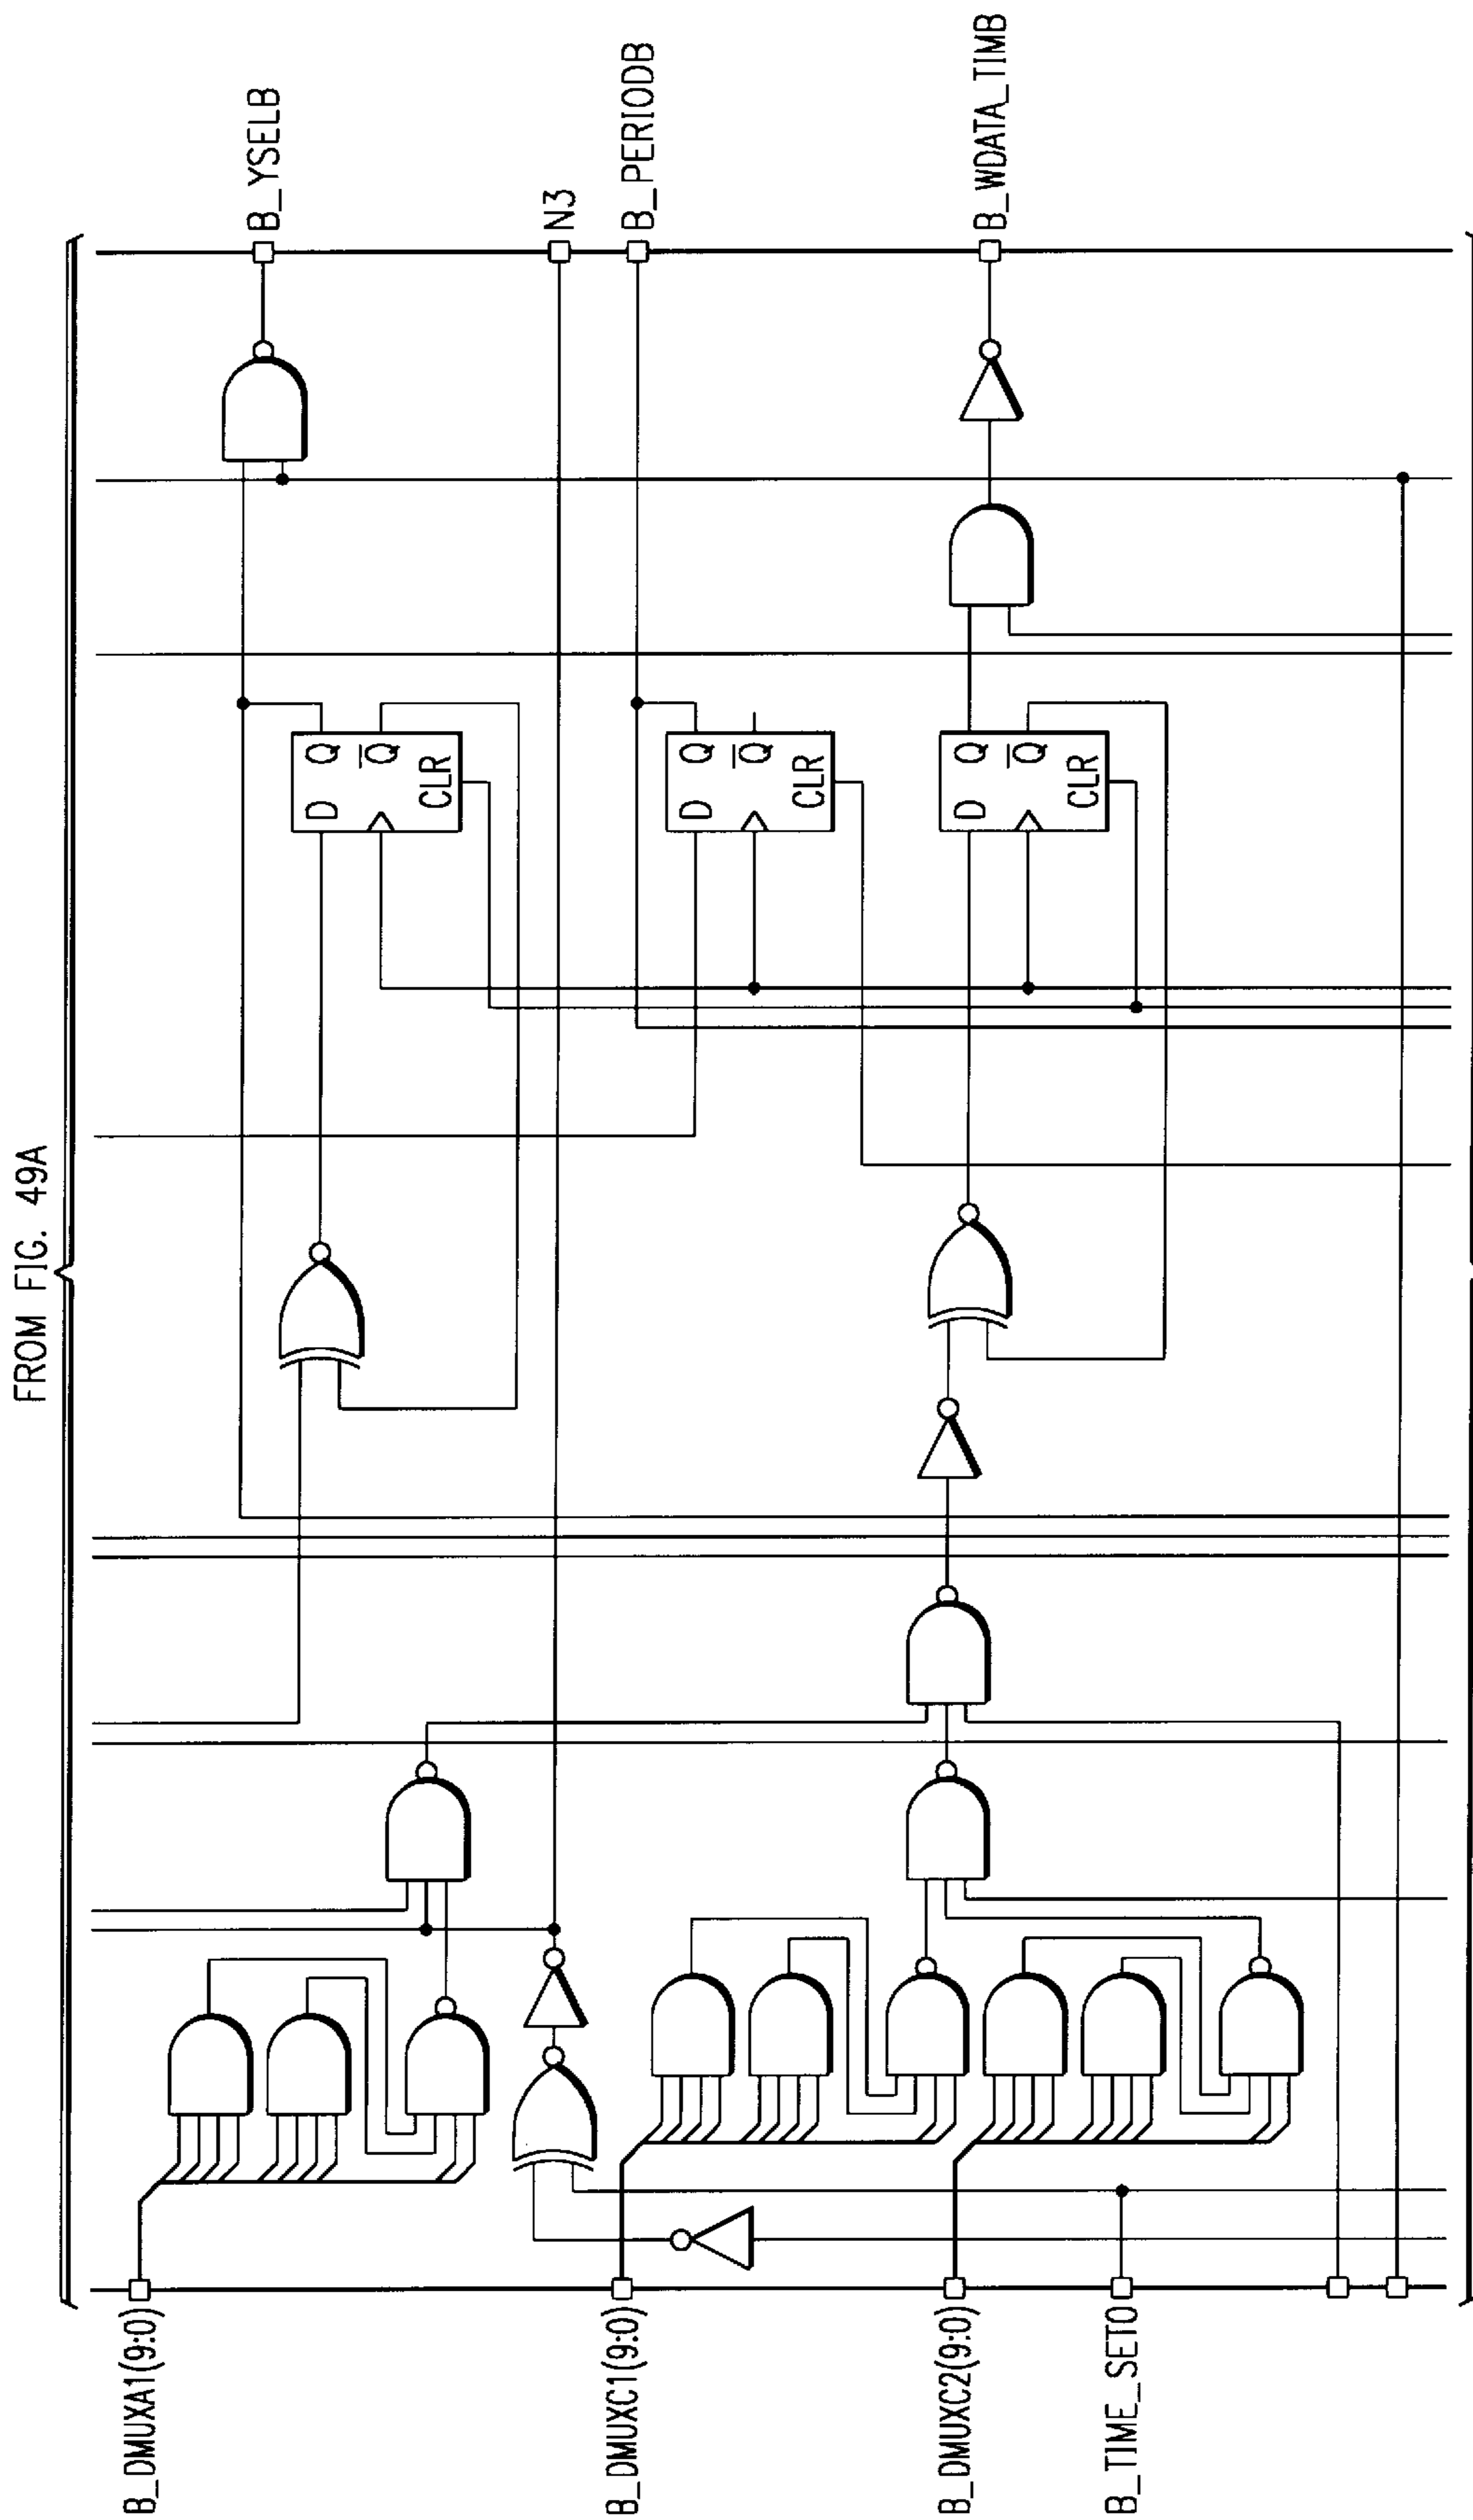 FROM FIG. 49A
B_DMUXA1(9:0)
B_DMUXC1(9:0)
B_DMUXC2(9:0)
B_TIME_SET0
D Q
Q
CLR
D Q
Q
CLR
D Q
Q
CLR
B_YSELB
N3
B_PERIODB
B_WDATA_TIMB